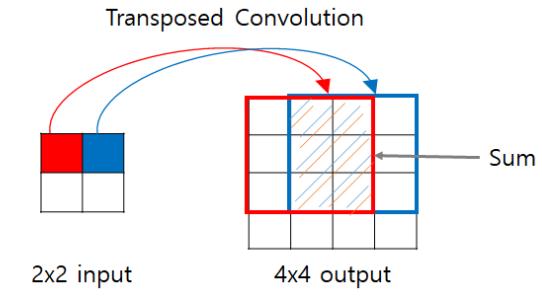 Transposed Convolution
Sum
2x2 input
4x4 output